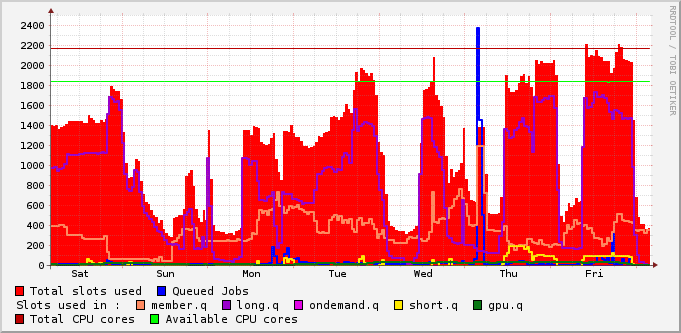 2400
2200
2000
1800
1600
1400
1200
1000
800
600
400
200
0
Sat Sun Mon Tue Wed Thu Fri
RRDTOOL / TOBI OETIKER
Total slots used Queued Jobs
Slots used in : member.q long.q ondemand.q short.q gpu.q
Total CPU cores Available CPU cores